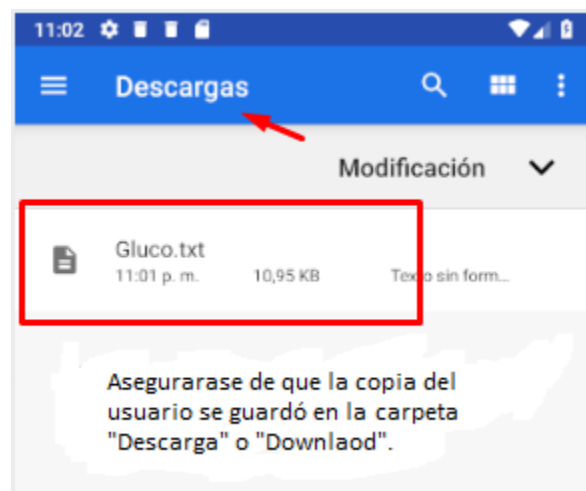 11:02
Descargas
Modificación
Gluco.txt
11:01 p. m. 10,95 KB Texto sin form...
Asegurarase de que la copia del
usuario se guardó en la carpeta
"Descarga" o "Downlaod".